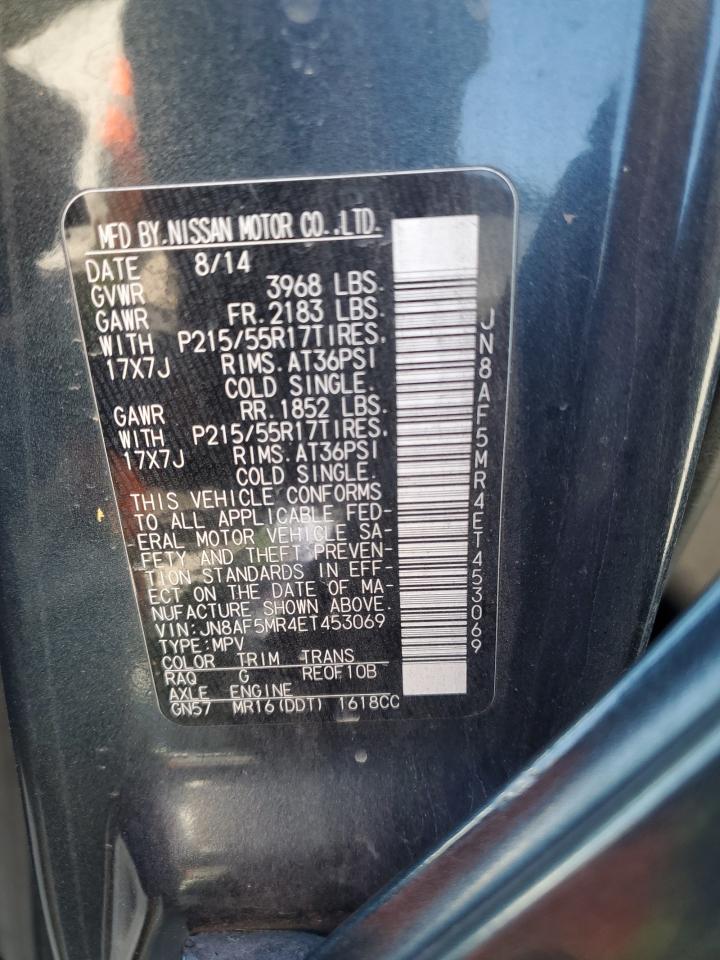 MFD BY.NISSAN MOTOR CO.,LTD.
DATE 8/14
GVWR 3968 LBS.
GAWR FR.2183 LBS.
WITH P215/55R17TIRES,
17X7J RIMS.AT36PSI
COLD SINGLE.
GAWR RR.1852 LBS.
WITH P215/55R17TIRES,
17X7J RIMS.AT36PSI
COLD SINGLE.
THIS VEHICLE CONFORMS
TO ALL APPLICABLE FED-
ERAL MOTOR VEHICLE SA-
FETY AND THEFT PREVEN-
TION STANDARDS IN EFF-
ECT ON THE DATE OF MA-
NUFACTURE SHOWN ABOVE.
VIN:JN8AF5MR4ET453069
TYPE:MPV
COLOR TRIM TRANS
RAQ G RE0F10B
AXLE ENGINE
GN57 MR16(DDT) 1618CC
JN8AF5MR4ET453069